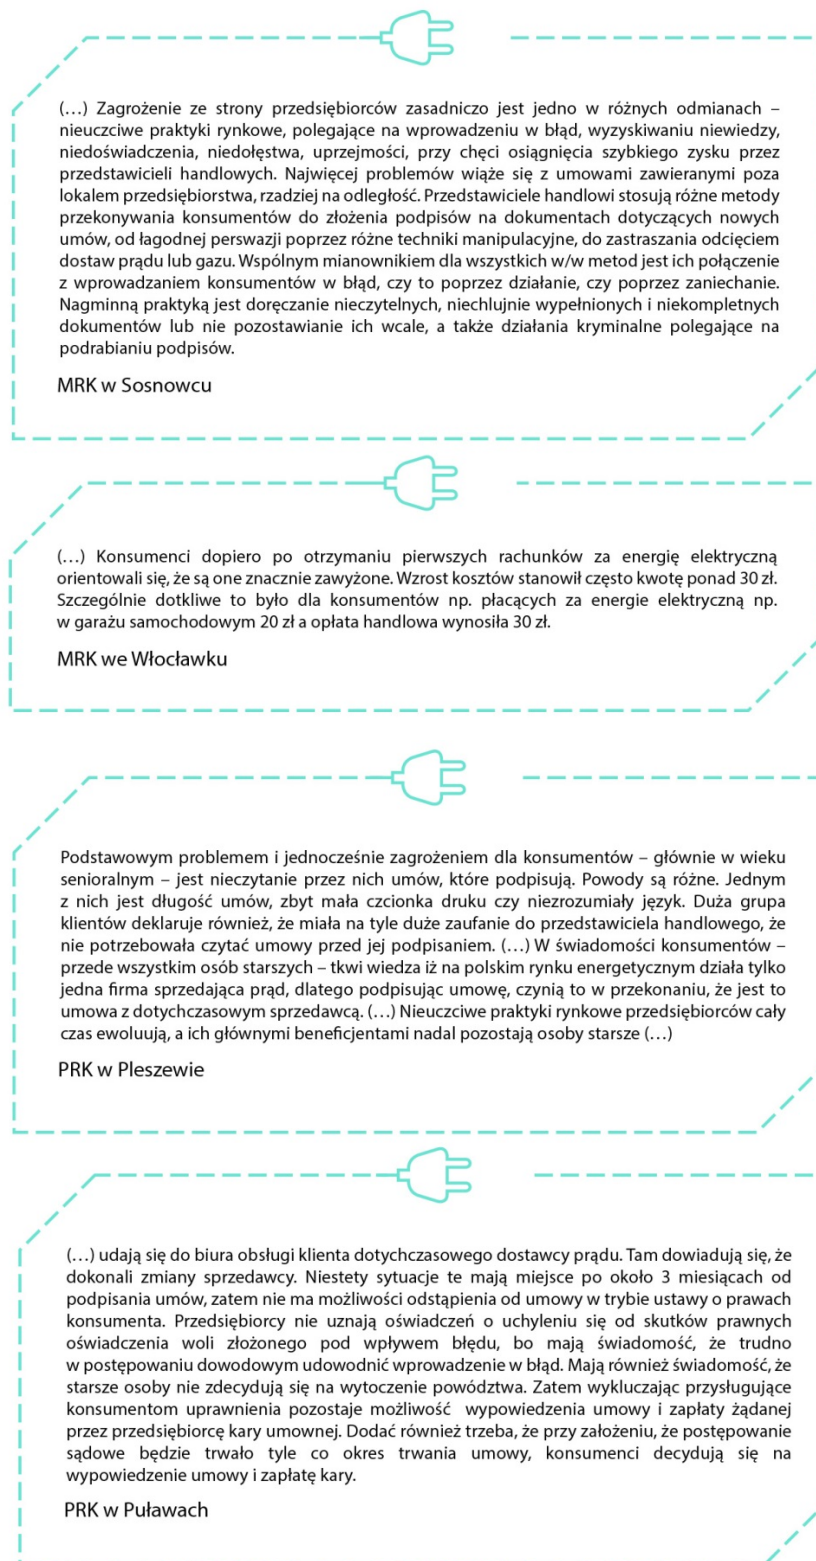 (…) Zagrożenie ze strony przedsiębiorców zasadniczo jest jedno w różnych odmianach –
nieuczciwe praktyki rynkowe, polegające na wprowadzeniu w błąd, wyzyskiwaniu niewiedzy,
niedoświadczenia, niedołęstwa, uprzejmości, przy chęci osiągnięcia szybkiego zysku przez
przedstawicieli handlowych. Najwięcej problemów wiąże się z umowami zawieranymi poza
lokalem przedsiębiorstwa, rzadziej na odległość. Przedstawiciele handlowi stosują różne metody
przekonywania konsumentów do złożenia podpisów na dokumentach dotyczących nowych
umów, od łagodnej perswazji poprzez różne techniki manipulacyjne, do zastraszania odcięciem
dostaw prądu lub gazu. Wspólnym mianownikiem dla wszystkich w/w metod jest ich połączenie
z wprowadzaniem konsumentów w błąd, czy to poprzez działanie, czy poprzez zaniechanie.
Nagminną praktyką jest doręczanie nieczytelnych, niechlujnie wypełnionych i niekompletnych
dokumentów lub nie pozostawianie ich wcale, a także działania kryminalne polegające na
podrabianiu podpisów.
MRK w Sosnowcu
(…) Konsumenci dopiero po otrzymaniu pierwszych rachunków za energię elektryczną
orientowali się, że są one znacznie zawyżone. Wzrost kosztów stanowił często kwotę ponad 30 zł.
Szczególnie dotkliwe to było dla konsumentów np. płacących za energie elektryczną np.
w garażu samochodowym 20 zł a opłata handlowa wynosiła 30 zł.
MRK we Włocławku
Podstawowym problemem i jednocześnie zagrożeniem dla konsumentów – głównie w wieku
senioralnym – jest nieczytanie przez nich umów, które podpisują. Powody są różne. Jednym
z nich jest długość umów, zbyt mała czcionka druku czy niezrozumiały język. Duża grupa
klientów deklaruje również, że miała na tyle duże zaufanie do przedstawiciela handlowego, że
nie potrzebowała czytać umowy przed jej podpisaniem. (…) W świadomości konsumentów –
przede wszystkim osób starszych – tkwi wiedza iż na polskim rynku energetycznym działa tylko
jedna firma sprzedająca prąd, dlatego podpisując umowę, czynią to w przekonaniu, że jest to
umowa z dotychczasowym sprzedawcą. (…) Nieuczciwe praktyki rynkowe przedsiębiorców cały
czas ewoluują, a ich głównymi beneficjentami nadal pozostają osoby starsze (…)
PRK w Pleszewie
(…) udają się do biura obsługi klienta dotychczasowego dostawcy prądu. Tam dowiadują się, że
dokonali zmiany sprzedawcy. Niestety sytuacje te mają miejsce po około 3 miesiącach od
podpisania umów, zatem nie ma możliwości odstąpienia od umowy w trybie ustawy o prawach
konsumenta. Przedsiębiorcy nie uznają oświadczeń o uchyleniu się od skutków prawnych
oświadczenia woli złożonego pod wpływem błędu, bo mają świadomość, że trudno
w postępowaniu dowodowym udowodnić wprowadzenie w błąd. Mają również świadomość, że
starsze osoby nie zdecydują się na wytoczenie powództwa. Zatem wykluczając przysługujące
konsumentom uprawnienia pozostaje możliwość wypowiedzenia umowy i zapłaty żądanej
przez przedsiębiorcę kary umownej. Dodać również trzeba, że przy założeniu, że postępowanie
sądowe będzie trwało tyle co okres trwania umowy, konsumenci decydują się na
wypowiedzenie umowy i zapłatę kary.
PRK w Puławach